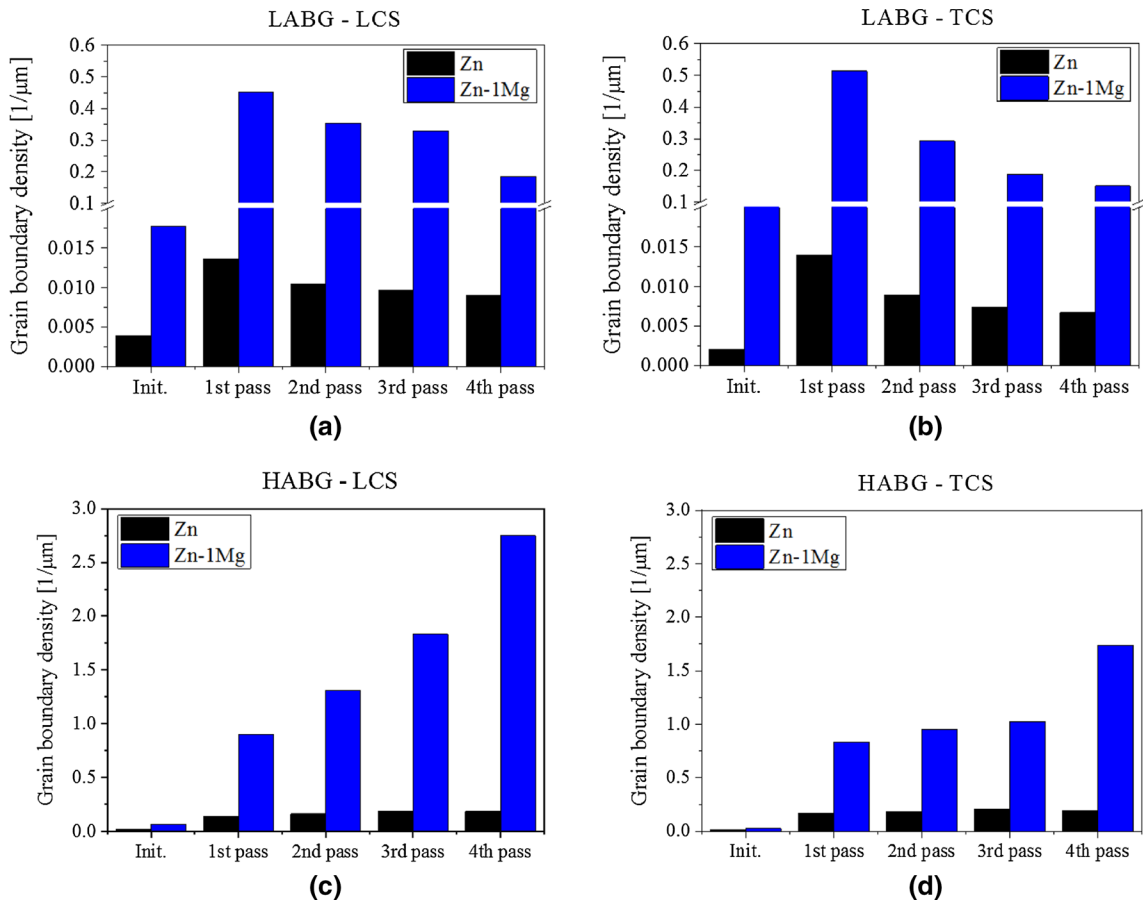 LABG - LCS
Grain boundary density [1/μm]
0.6
0.5
0.4
0.3
0.2
0.1
0.015
0.010
0.005
0.000
Zn
Zn-1Mg
Init. 1st pass 2nd pass 3rd pass 4th pass
(a)
LABG - TCS
Grain boundary density [1/μm]
0.6
0.5
0.4
0.3
0.2
0.1
0.015
0.010
0.005
0.000
Zn
Zn-1Mg
Init. 1st pass 2nd pass 3rd pass 4th pass
(b)
HABG - LCS
Grain boundary density [1/μm]
3.0
2.5
2.0
1.5
1.0
0.5
0.0
Zn
Zn-1Mg
Init. 1st pass 2nd pass 3rd pass 4th pass
(c)
HABG - TCS
Grain boundary density [1/μm]
3.0
2.5
2.0
1.5
1.0
0.5
0.0
Zn
Zn-1Mg
Init. 1st pass 2nd pass 3rd pass 4th pass
(d)